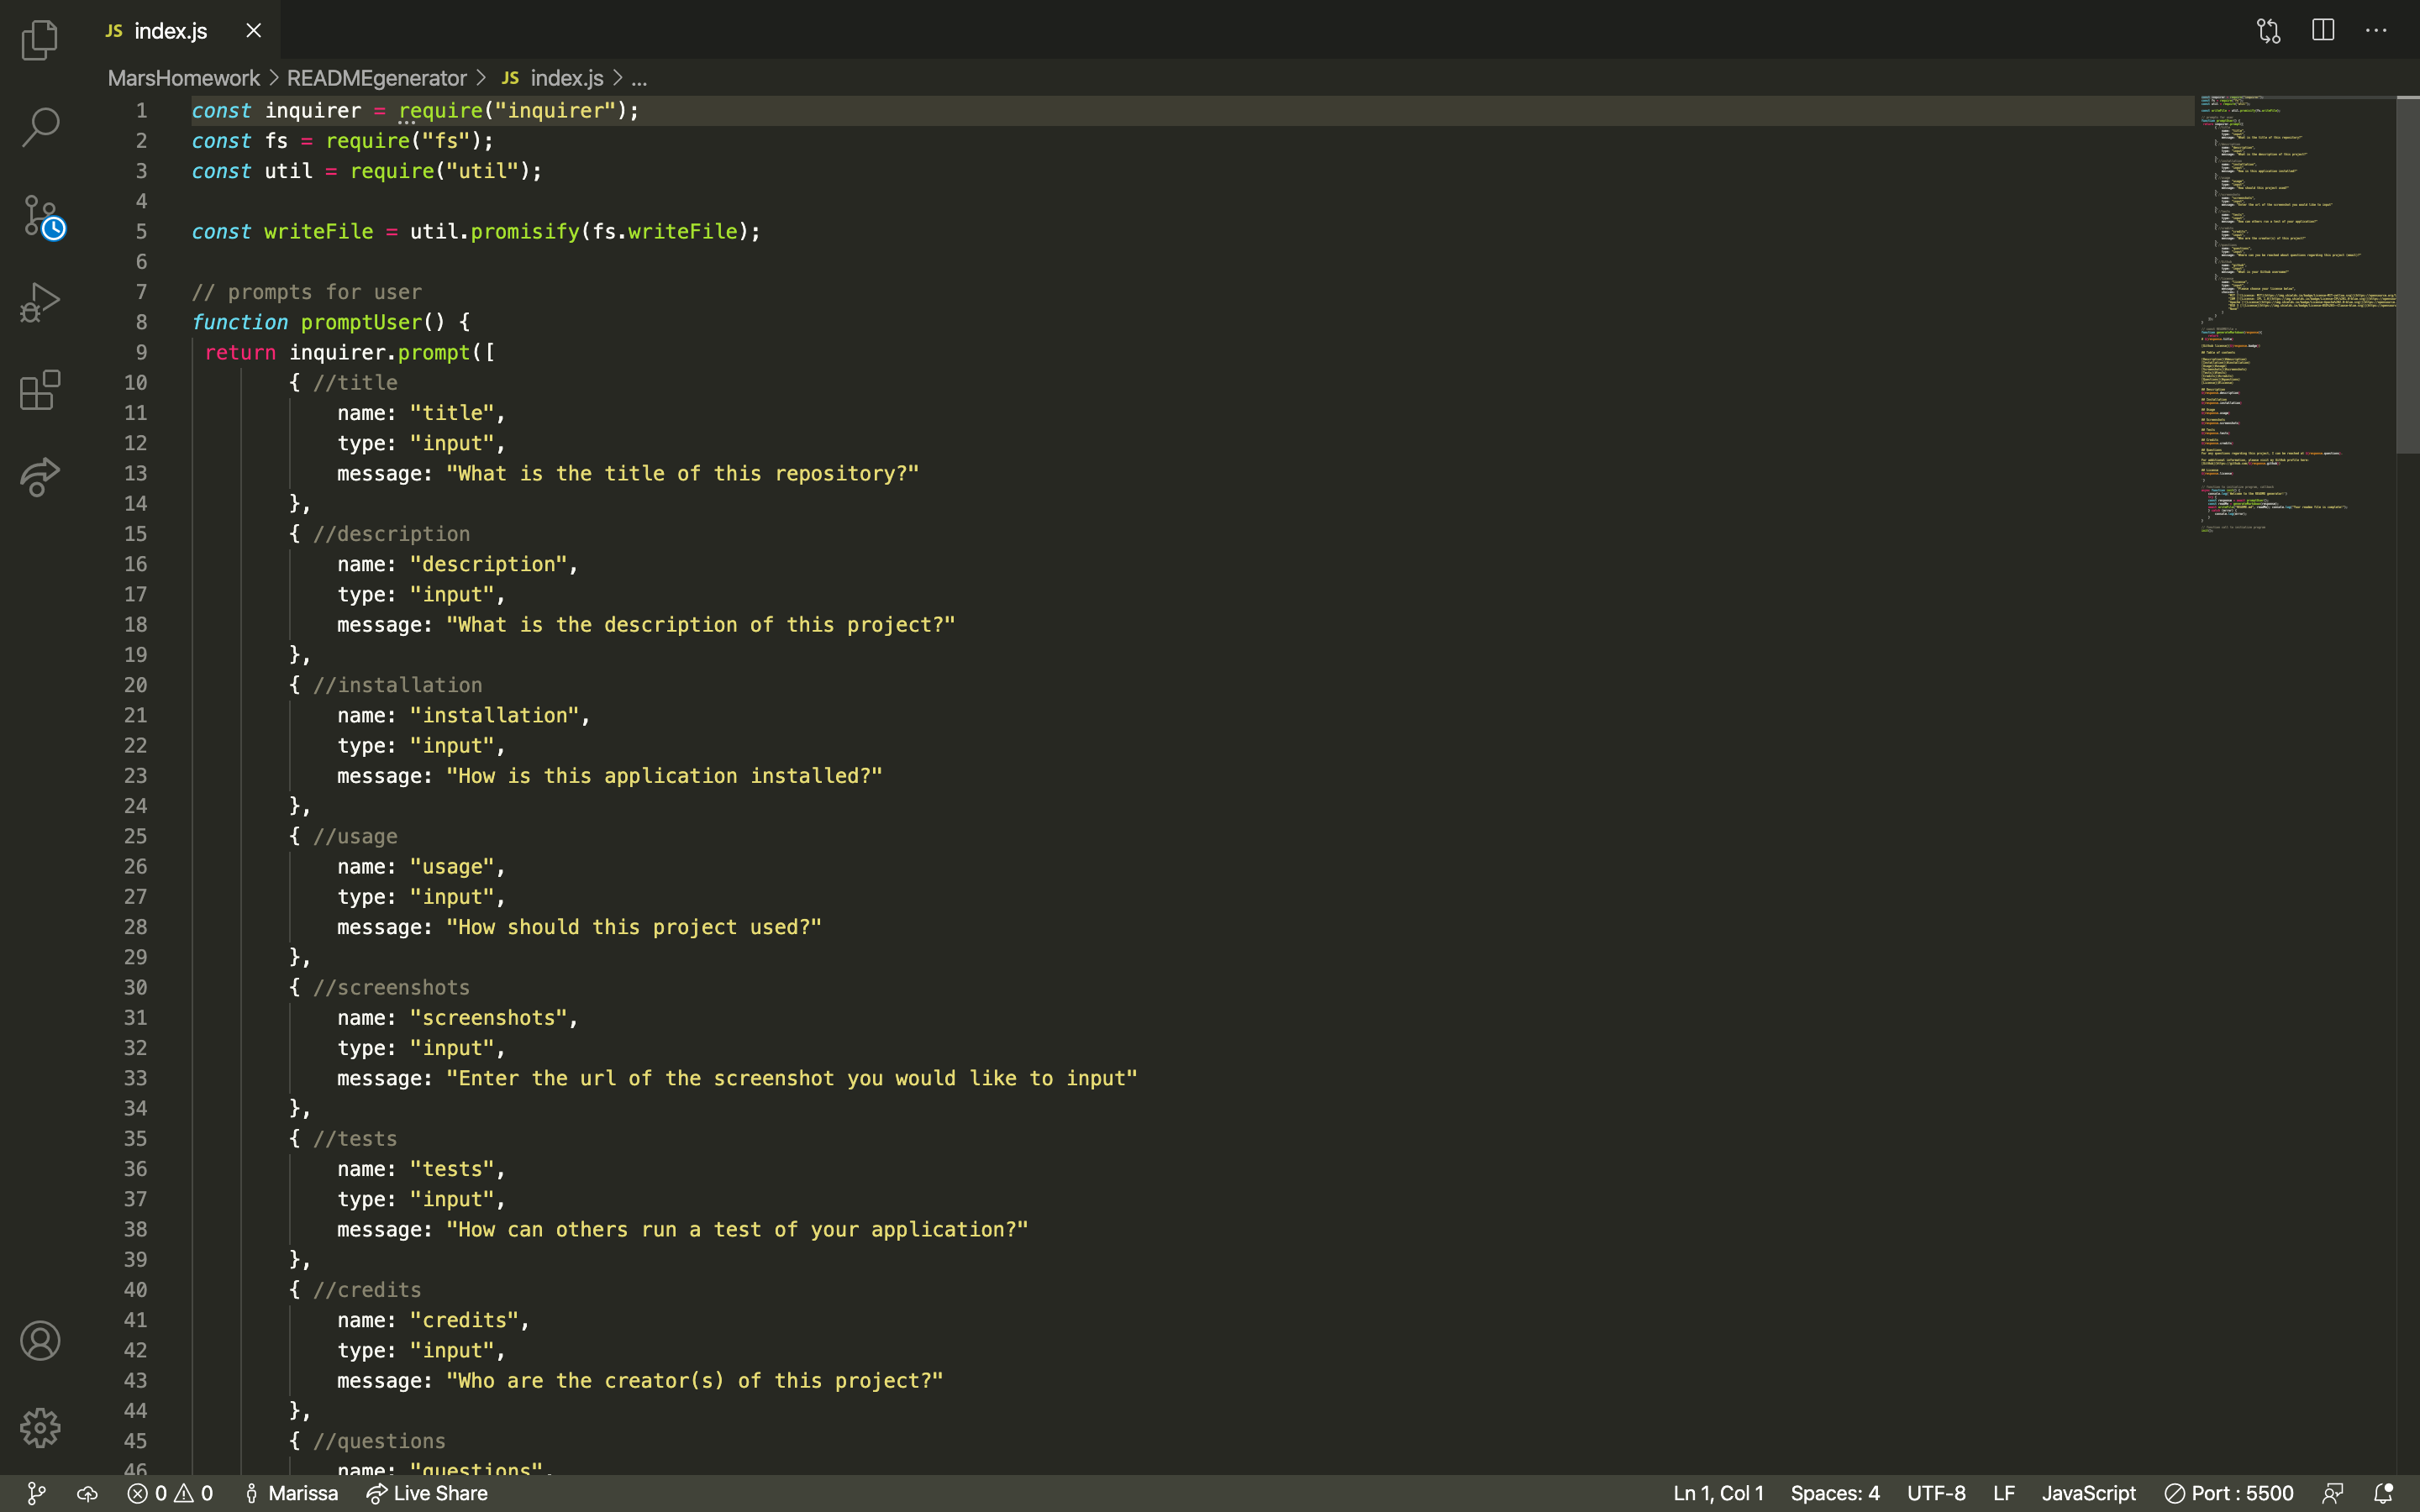 JS index.js
MarsHomework > READMEgenerator > JS index.js > ...
1 const inquirer = require("inquirer");
2 const fs = require("fs");
3 const util = require("util");
4
5 const writeFile = util.promisify(fs.writeFile);
6
7 // prompts for user
8 function promptUser() {
9 return inquirer.prompt([
10 { //title
11 name: "title",
12 type: "input",
13 message: "What is the title of this repository?"
14 },
15 { //description
16 name: "description",
17 type: "input",
18 message: "What is the description of this project?"
19 },
20 { //installation
21 name: "installation",
22 type: "input",
23 message: "How is this application installed?"
24 },
25 { //usage
26 name: "usage",
27 type: "input",
28 message: "How should this project used?"
29 },
30 { //screenshots
31 name: "screenshots",
32 type: "input",
33 message: "Enter the url of the screenshot you would like to input"
34 },
35 { //tests
36 name: "tests",
37 type: "input",
38 message: "How can others run a test of your application?"
39 },
40 { //credits
41 name: "credits",
42 type: "input",
43 message: "Who are the creator(s) of this project?"
44 },
45 { //questions
46 name: "questions",
0 0 Marissa Live Share Ln 1, Col 1 Spaces: 4 UTF-8 LF JavaScript Port : 5500